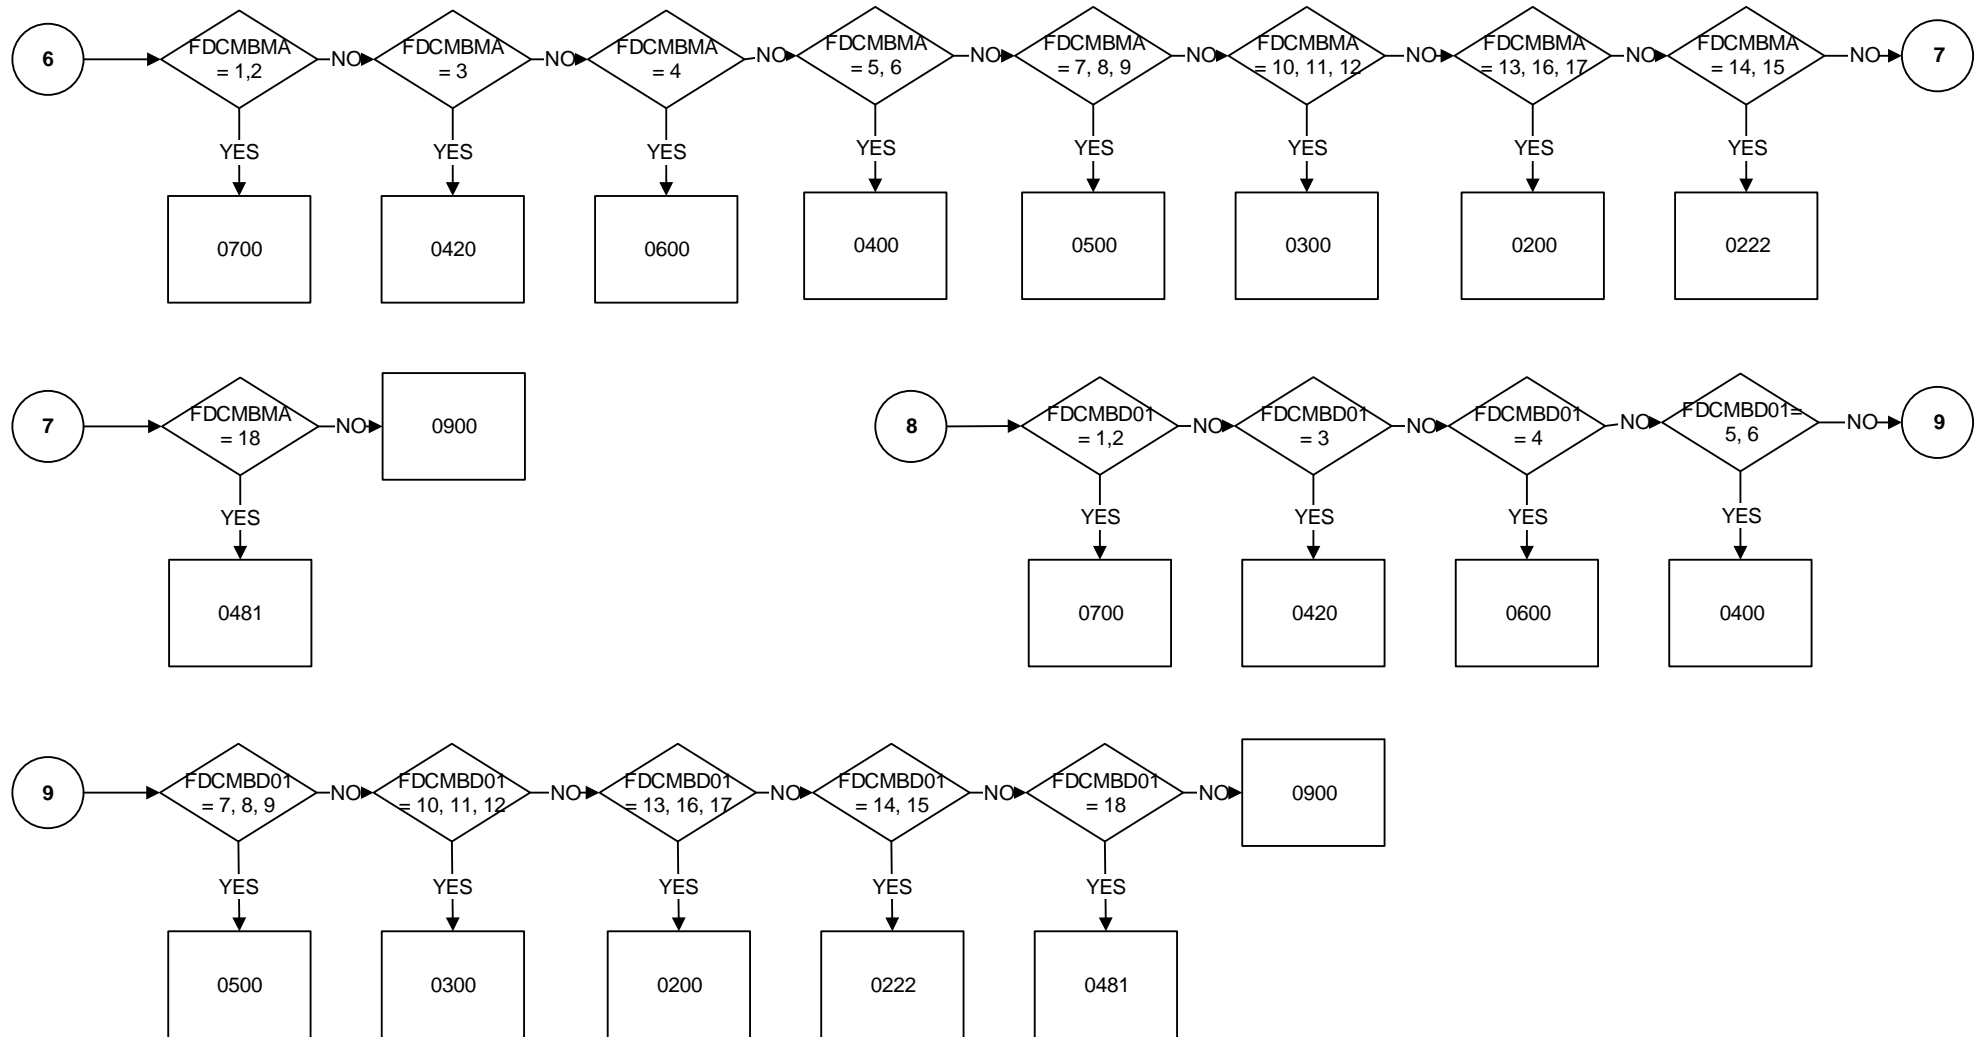 6
FDCMBMA
= 1,2
NO
FDCMBMA
= 3
NO
FDCMBMA
= 4
NO
FDCMBMA
= 5, 6
NO
FDCMBMA
= 7, 8, 9
NO
FDCMBMA
= 10, 11, 12
NO
FDCMBMA
= 13, 16, 17
NO
FDCMBMA
= 14, 15
NO
7
YES
YES
YES
YES
YES
YES
YES
YES
0700
0420
0600
0400
0500
0300
0200
0222
7
FDCMBMA
= 18
NO
0900
YES
0481
8
FDCMBD01
= 1,2
NO
FDCMBD01
= 3
NO
FDCMBD01
= 4
NO
FDCMBD01=
5, 6
NO
9
YES
YES
YES
YES
0700
0420
0600
0400
9
FDCMBD01
= 7, 8, 9
NO
FDCMBD01
= 10, 11, 12
NO
FDCMBD01
= 13, 16, 17
NO
FDCMBD01
= 14, 15
NO
FDCMBD01
= 18
NO
0900
YES
YES
YES
YES
YES
0500
0300
0200
0222
0481